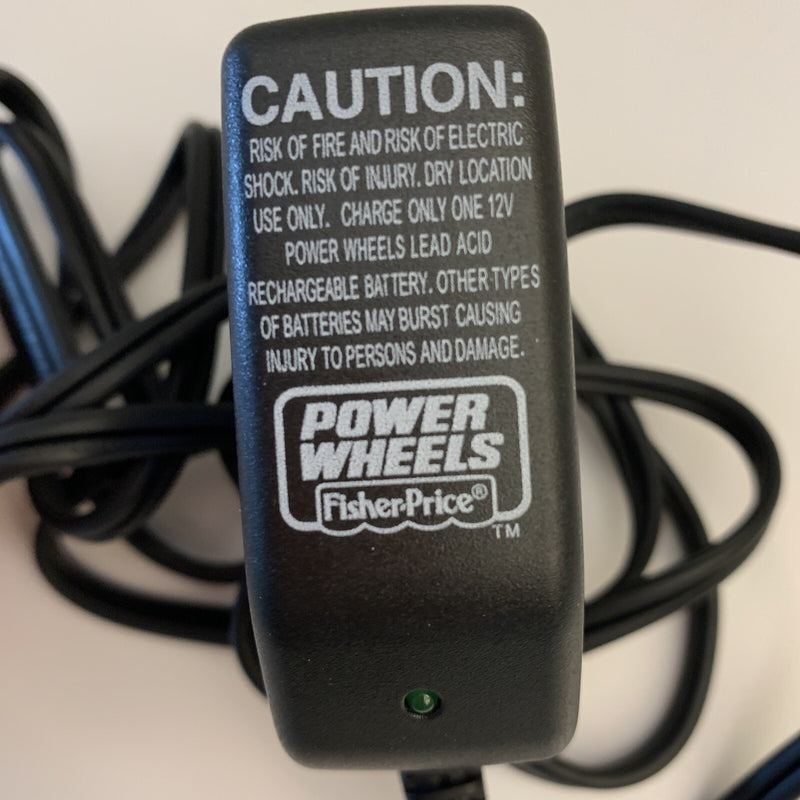 CAUTION:
RISK OF FIRE AND RISK OF ELECTRIC
SHOCK. RISK OF INJURY. DRY LOCATION
USE ONLY. CHARGE ONLY ONE 12V
POWER WHEELS LEAD ACID
RECHARGEABLE BATTERY. OTHER TYPES
OF BATTERIES MAY BURST CAUSING
INJURY TO PERSONS AND DAMAGE.
POWER
WHEELS
Fisher-Price®
TM